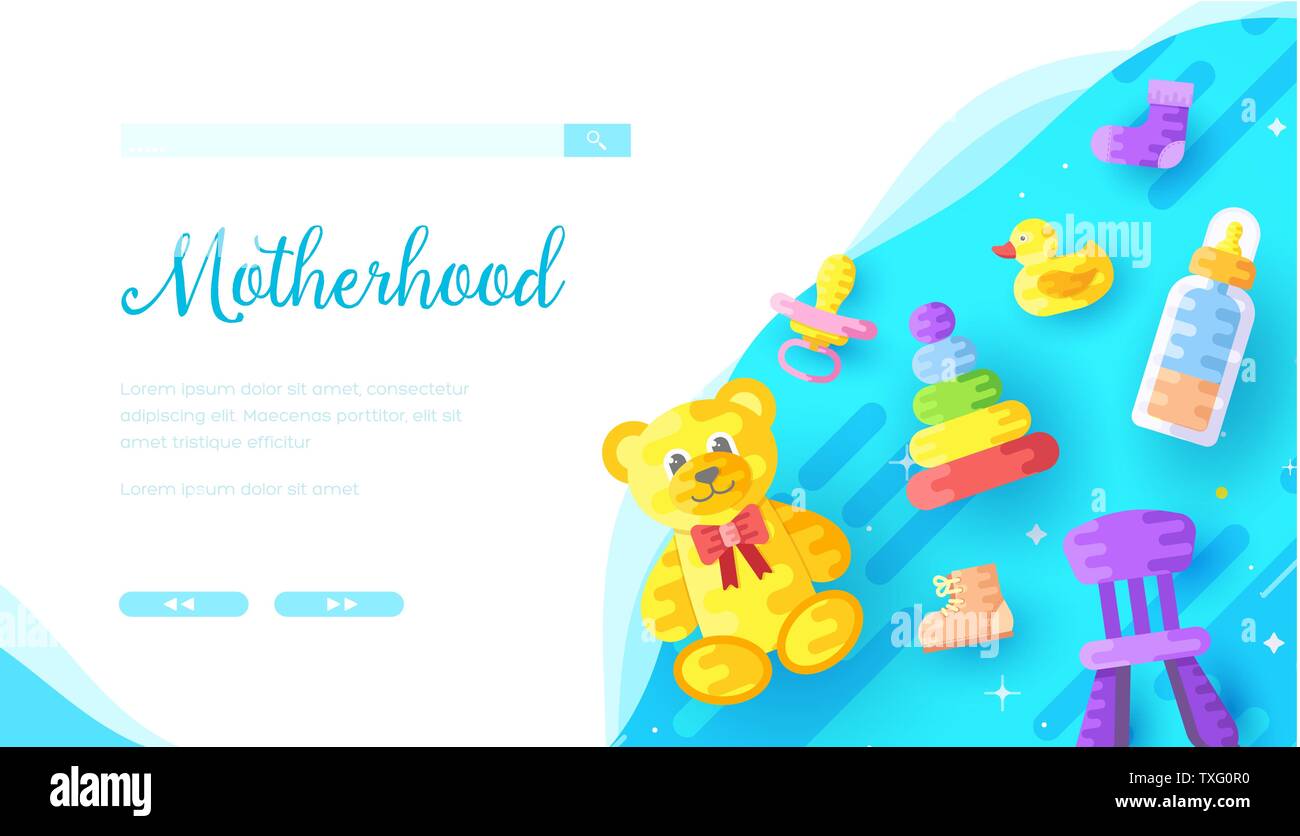 Motherhood
Lorem ipsum dolor sit amet, consectetur
adipiscing elit. Maecenas porttitor, elit sit
amet tristique efficitur
Lorem ipsum dolor sit amet
alamy
Image ID: TXG0R0
www.alamy.com